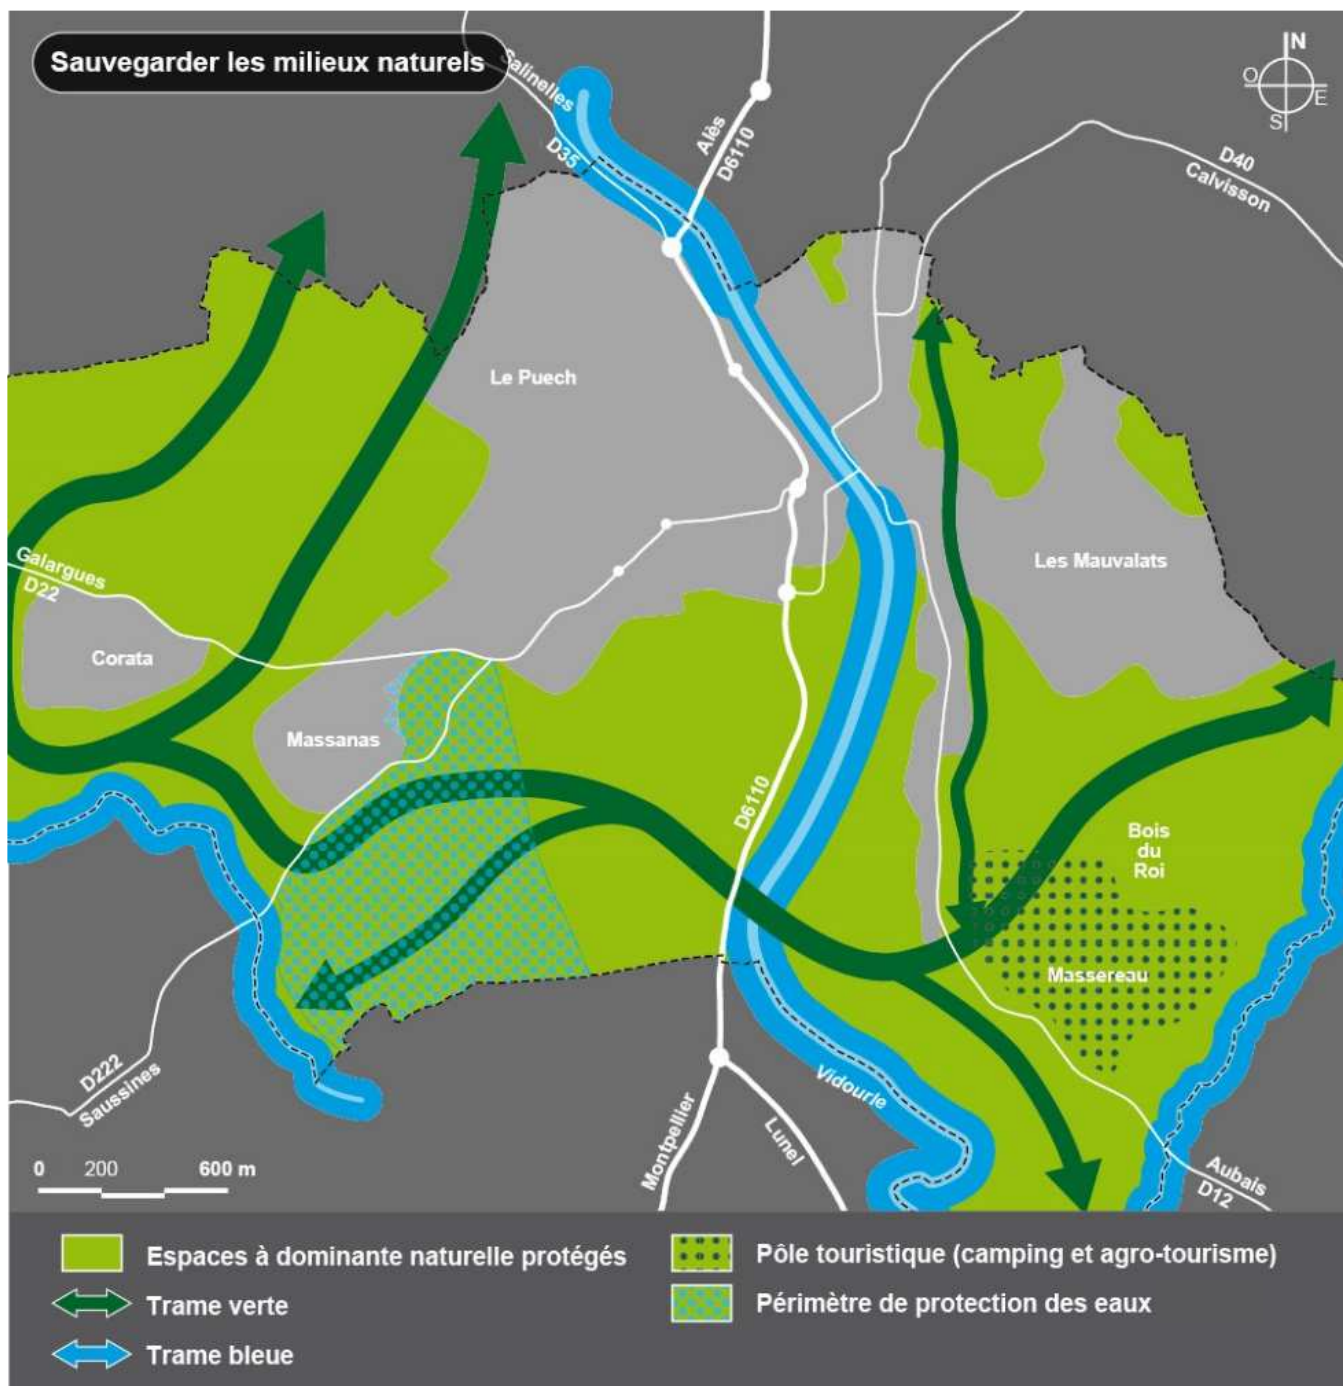 Sauvegarder les milieux naturels
N
O
E
S
Salinelles
D35
Alès
D6110
D40
Calvisson
Le Puech
Galargues
D22
Les Mauvalats
Corata
Massanas
D6110
Bois
du
Roi
Massereau
D222
Saussines
Vidourle
Montpellier
Lunel
Aubais
D12
0 200 600 m
Espaces à dominante naturelle protégés
Trame verte
Trame bleue
Pôle touristique (camping et agro-tourisme)
Périmètre de protection des eaux